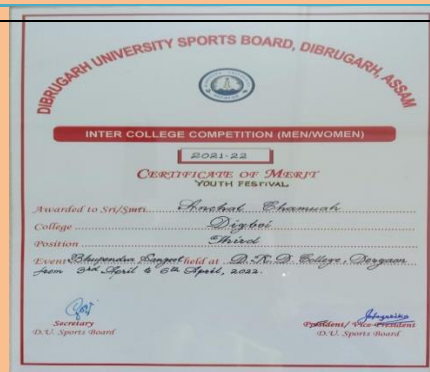 DIBRUGARH UNIVERSITY SPORTS BOARD, DIBRUGARH, ASSAM
INTER COLLEGE COMPETITION (MEN/WOMEN)
2021-22
CERTIFICATE OF MERIT
YOUTH FESTIVAL
Awarded to Sri/Smti Anchal Chamuah
College Digboi
Position Third
Event Bhupendra Sangeet held at D.K.D. College, Dergaon
from 3rd April to 6th April, 2022.
Secretary
D.U. Sports Board
President/ Vice-President
D.U. Sports Board